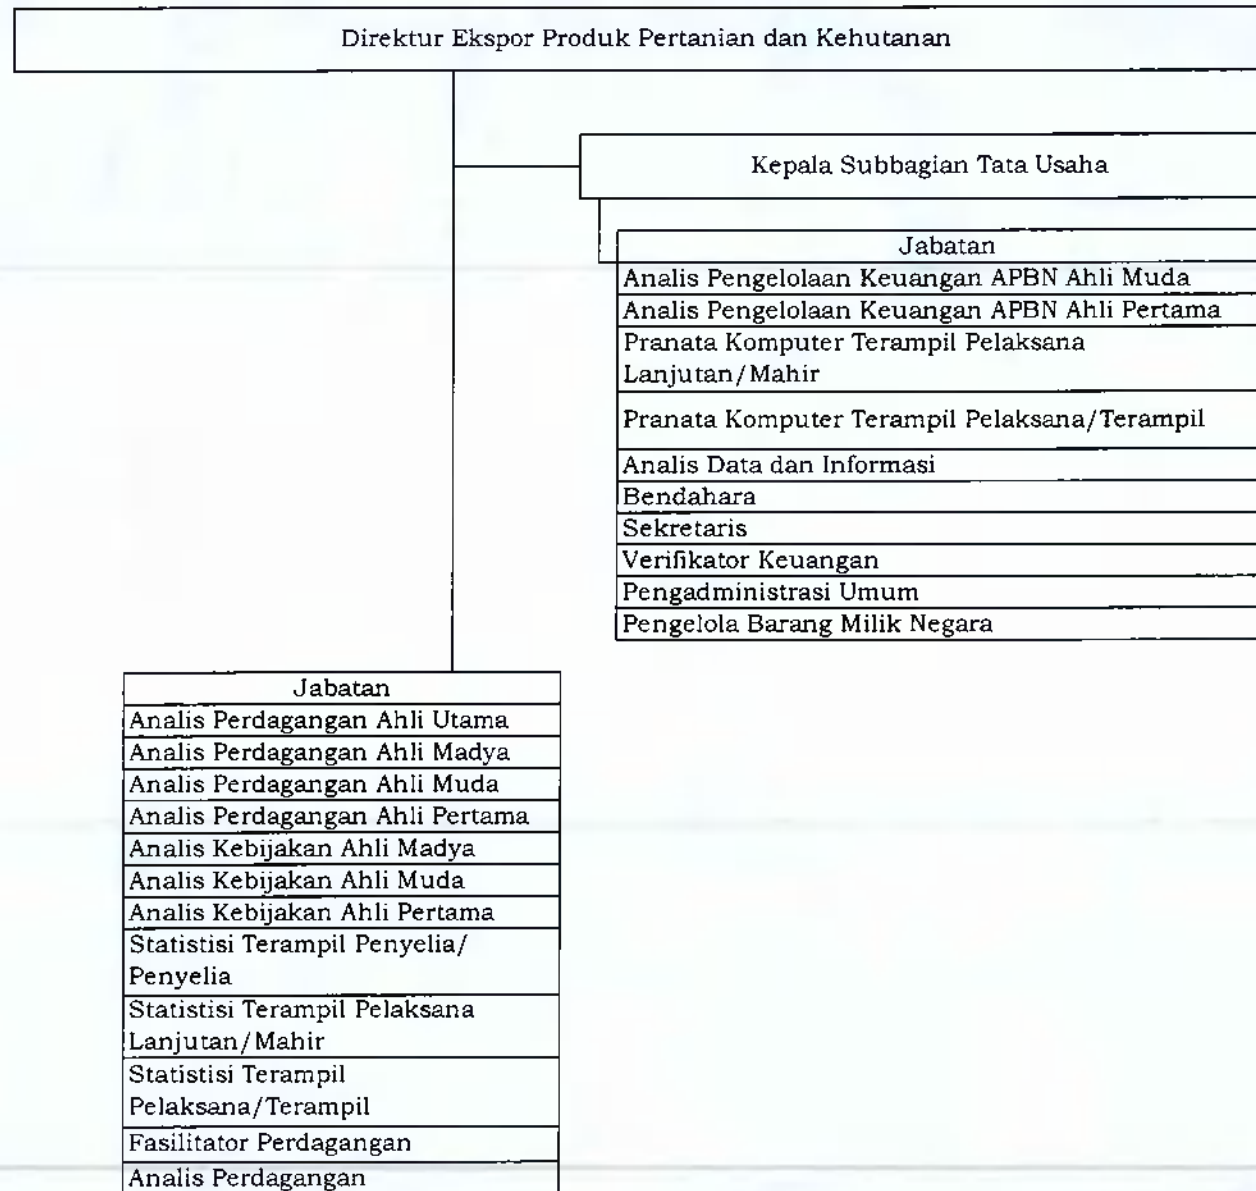 Direktur Ekspor Produk Pertanian dan Kehutanan
Kepala Subbagian Tata Usaha
Jabatan
Analis Pengelolaan Keuangan APBN Ahli Muda
Analis Pengelolaan Keuangan APBN Ahli Pertama
Pranata Komputer Terampil Pelaksana
Lanjutan/Mahir
Pranata Komputer Terampil Pelaksana/Terampil
Analis Data dan Informasi
Bendahara
Sekretaris
Verifikator Keuangan
Pengadministrasi Umum
Pengelola Barang Milik Negara
Jabatan
Analis Perdagangan Ahli Utama
Analis Perdagangan Ahli Madya
Analis Perdagangan Ahli Muda
Analis Perdagangan Ahli Pertama
Analis Kebijakan Ahli Madya
Analis Kebijakan Ahli Muda
Analis Kebijakan Ahli Pertama
Statistisi Terampil Penyelia/
Penyelia
Statistisi Terampil Pelaksana
Lanjutan/Mahir
Statistisi Terampil
Pelaksana/Terampil
Fasilitator Perdagangan
Analis Perdagangan